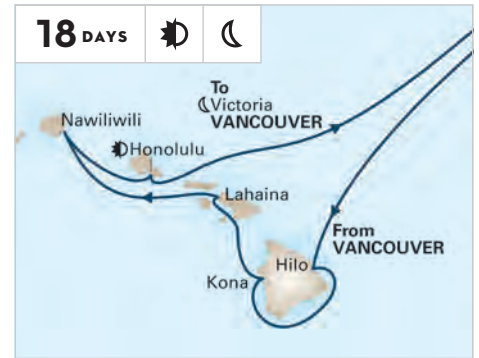 18 DAYS
To
Victoria
VANCOUVER
Nawiliwili
Honolulu
Lahaina
From
VANCOUVER
Hilo
Kona